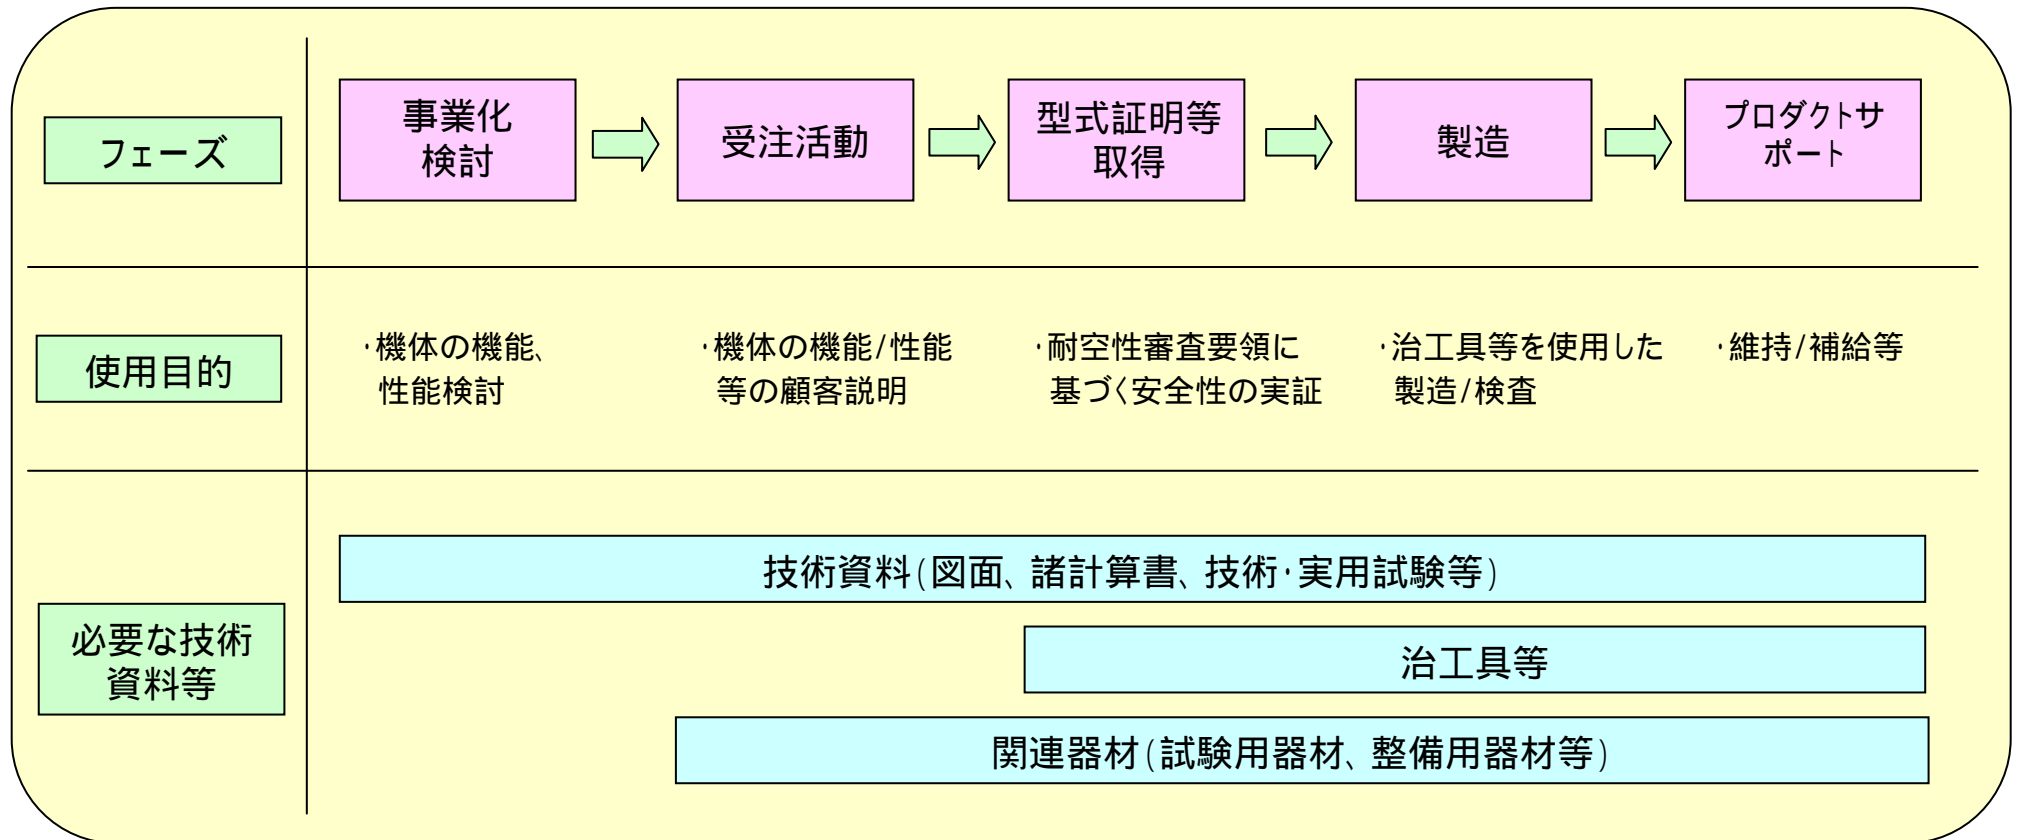 フェーズ
事業化
検討
受注活動
型式証明等
取得
製造
プロダクトサ
ポート
使用目的
・機体の機能、
性能検討
・機体の機能/性能
等の顧客説明
・耐空性審査要領に
基づく安全性の実証
・治工具等を使用した
製造/検査
・維持/補給等
必要な技術
資料等
技術資料(図面、諸計算書、技術・実用試験等)
治工具等
関連器材(試験用器材、整備用器材等)